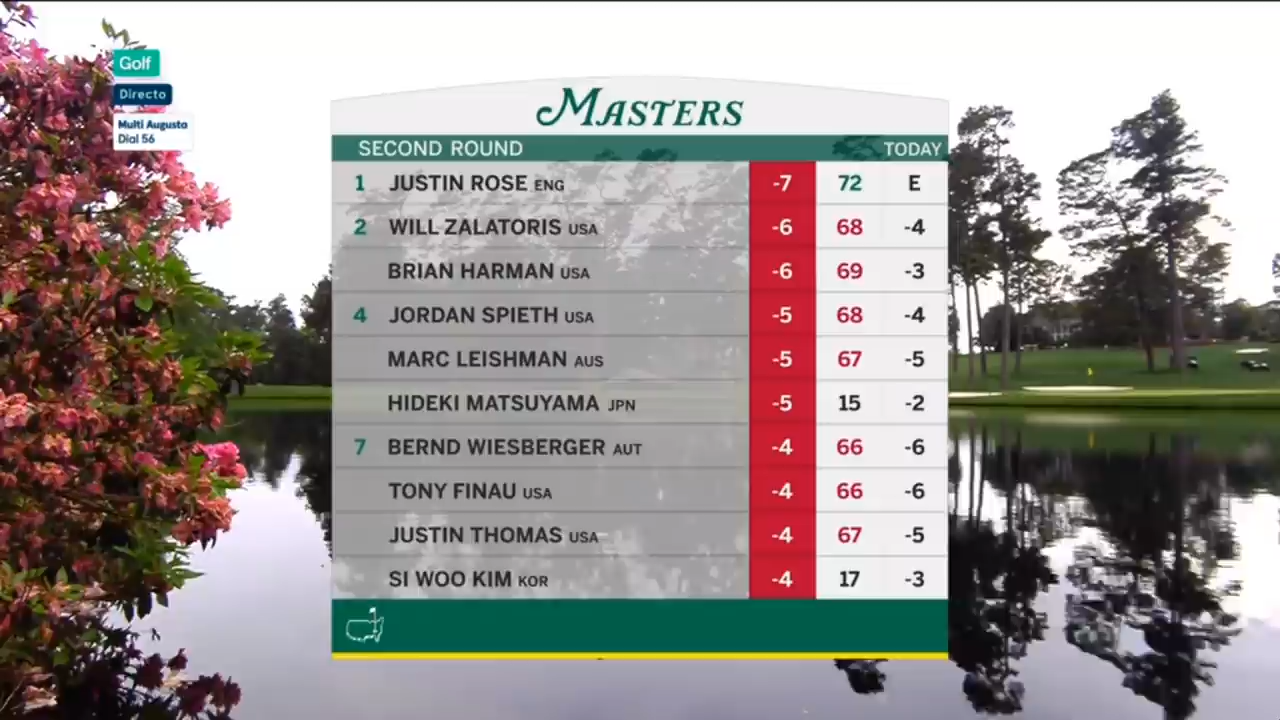 Golf
Directo
Multi Augusta
Dial 56
MASTERS
SECOND ROUND TODAY
1 JUSTIN ROSE ENG -7 72 E
2 WILL ZALATORIS USA -6 68 -4
BRIAN HARMAN USA -6 69 -3
4 JORDAN SPIETH USA -5 68 -4
MARC LEISHMAN AUS -5 67 -5
HIDEKI MATSUYAMA JPN -5 15 -2
7 BERND WIESBERGER AUT -4 66 -6
TONY FINAU USA -4 66 -6
JUSTIN THOMAS USA -4 67 -5
SI WOO KIM KOR -4 17 -3